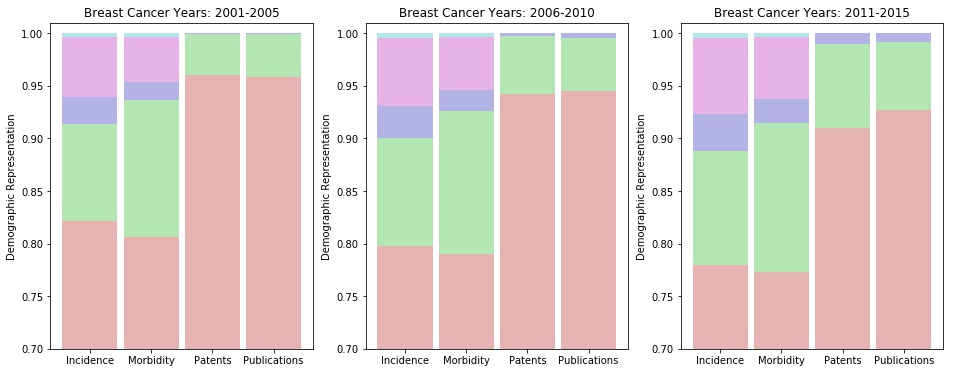 Breast Cancer Years: 2001-2005
Demographic Representation
1.00
0.95
0.90
0.85
0.80
0.75
0.70
Incidence Morbidity Patents Publications
Breast Cancer Years: 2006-2010
Demographic Representation
1.00
0.95
0.90
0.85
0.80
0.75
0.70
Incidence Morbidity Patents Publications
Breast Cancer Years: 2011-2015
Demographic Representation
1.00
0.95
0.90
0.85
0.80
0.75
0.70
Incidence Morbidity Patents Publications